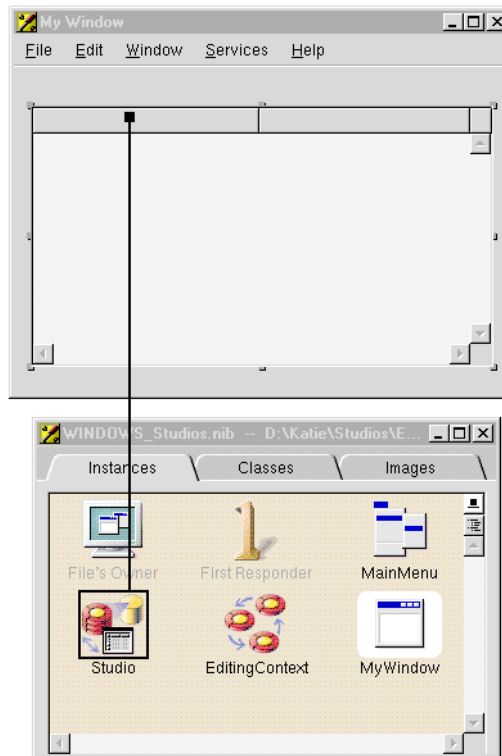 My Window
File Edit Window Services Help
WINDOWS_Studios.nib -- D:\Katie\Studios\E...
Instances Classes Images
File's Owner First Responder MainMenu
Studio EditingContext MyWindow